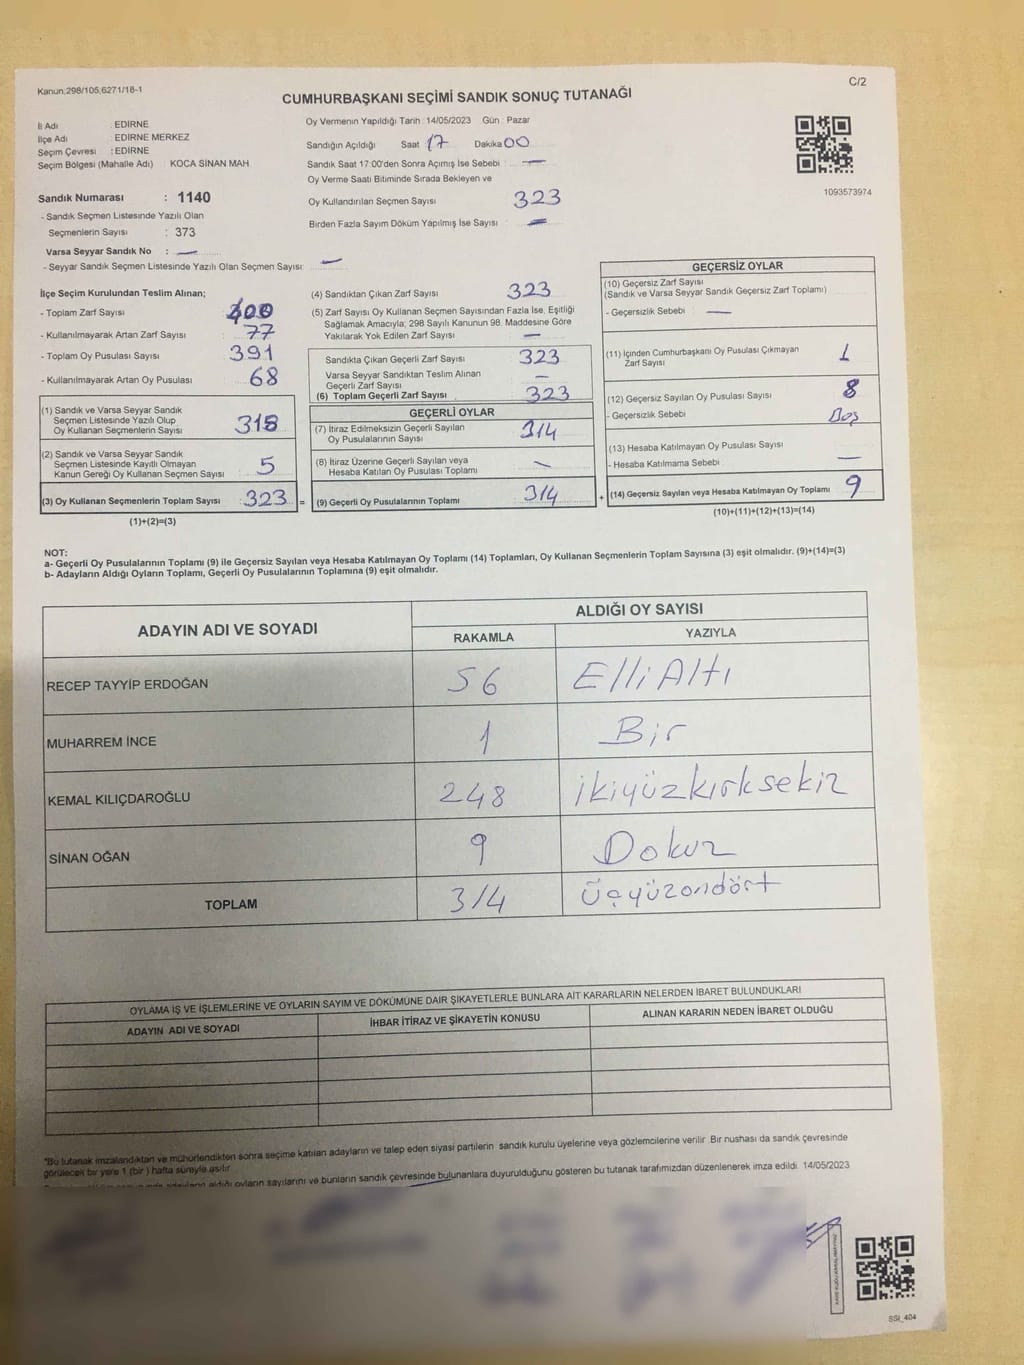 Kanun,298/105,6271/18-1
C/2
CUMHURBAŞKANI SEÇİMİ SANDIK SONUÇ TUTANAĞI
İl Adı : EDİRNE
İlçe Adı : EDİRNE MERKEZ
Seçim Çevresi : EDİRNE
Seçim Bölgesi (Mahalle Adı) : KOCA SİNAN MAH
Oy Vermenin Yapıldığı Tarih : 14/05/2023 Gün : Pazar
Sandığın Açıldığı Saat 17 Dakika 00
Sandık Saat 17:00'den Sonra Açımış İse Sebebi : —
Oy Verme Saati Bitiminde Sırada Bekleyen ve
Oy Kullandırılan Seçmen Sayısı 323
Birden Fazla Sayım Döküm Yapılmış İse Sayısı : —
1093573974
Sandık Numarası : 1140
- Sandık Seçmen Listesinde Yazılı Olan
Seçmenlerin Sayısı : 373
Varsa Seyyar Sandık No : —
- Seyyar Sandık Seçmen Listesinde Yazılı Olan Seçmen Sayısı: —
İlçe Seçim Kurulundan Teslim Alınan;
- Toplam Zarf Sayısı : 400
- Kullanılmayarak Artan Zarf Sayısı : 77
- Toplam Oy Pusulası Sayısı : 391
- Kullanılmayarak Artan Oy Pusulası : 68
(1) Sandık ve Varsa Seyyar Sandık
Seçmen Listesinde Yazılı Olup
Oy Kullanan Seçmenlerin Sayısı : 318
(2) Sandık ve Varsa Seyyar Sandık
Seçmen Listesinde Kayıtlı Olmayan
Kanun Gereği Oy Kullanan Seçmen Sayısı : 5
(3) Oy Kullanan Seçmenlerin Toplam Sayısı : 323 =
(1)+(2)=(3)
(4) Sandıktan Çıkan Zarf Sayısı 323
(5) Zarf Sayısı Oy Kullanan Seçmen Sayısından Fazla İse, Eşitliği
Sağlamak Amacıyla; 298 Sayılı Kanunun 98. Maddesine Göre
Yakılarak Yok Edilen Zarf Sayısı : —
Sandıkta Çıkan Geçerli Zarf Sayısı : 323
Varsa Seyyar Sandıktan Teslim Alınan
Geçerli Zarf Sayısı : —
(6) Toplam Geçerli Zarf Sayısı : 323
GEÇERLİ OYLAR
(7) İtiraz Edilmeksizin Geçerli Sayılan
Oy Pusulalarının Sayısı : 314
(8) İtiraz Üzerine Geçerli Sayılan veya
Hesaba Katılan Oy Pusulası Toplamı : —
(9) Geçerli Oy Pusulalarının Toplamı : 314 +
GEÇERSİZ OYLAR
(10) Geçersiz Zarf Sayısı
(Sandık ve Varsa Seyyar Sandık Geçersiz Zarf Toplamı)
- Geçersizlik Sebebi : —
(11) İçinden Cumhurbaşkanı Oy Pusulası Çıkmayan
Zarf Sayısı 1
(12) Geçersiz Sayılan Oy Pusulası Sayısı : 8
- Geçersizlik Sebebi : Boş
(13) Hesaba Katılmayan Oy Pusulası Sayısı :
- Hesaba Katılmama Sebebi : —
(14) Geçersiz Sayılan veya Hesaba Katılmayan Oy Toplamı : 9
(10)+(11)+(12)+(13)=(14)
NOT:
a- Geçerli Oy Pusulalarının Toplamı (9) ile Geçersiz Sayılan veya Hesaba Katılmayan Oy Toplamı (14) Toplamları, Oy Kullanan Seçmenlerin Toplam Sayısına (3) eşit olmalıdır. (9)+(14)=(3)
b- Adayların Aldığı Oyların Toplamı, Geçerli Oy Pusulalarının Toplamına (9) eşit olmalıdır.
ADAYIN ADI VE SOYADI ALDIĞI OY SAYISI
RAKAMLA YAZIYLA
RECEP TAYYİP ERDOĞAN 56 Elli Altı
MUHARREM İNCE 1 Bir
KEMAL KILIÇDAROĞLU 248 ikiyüzkırksekiz
SİNAN OĞAN 9 Dokuz
TOPLAM 314 Üçyüzondört
OYLAMA İŞ VE İŞLEMLERİNE VE OYLARIN SAYIM VE DÖKÜMÜNE DAİR ŞİKAYETLERLE BUNLARA AİT KARARLARIN NELERDEN İBARET BULUNDUKLARI
ADAYIN ADI VE SOYADI İHBAR İTİRAZ VE ŞİKAYETİN KONUSU ALINAN KARARIN NEDEN İBARET OLDUĞU
"Bu tutanak imzalandıktan ve mühürlendikten sonra seçime katılan adayların ve talep eden siyasi partilerin sandık kurulu üyelerine veya gözlemcilerine verilir. Bir nushası da sandık çevresinde
görülecek bir yere 1 (bir ) hafta süreyle asılır.
aldığı oyların sayılarını ve bunların sandık çevresinde bulunanlara duyurulduğunu gösteren bu tutanak tarafımızdan düzenlenerek imza edildi. 14/05/2023
SSI_404